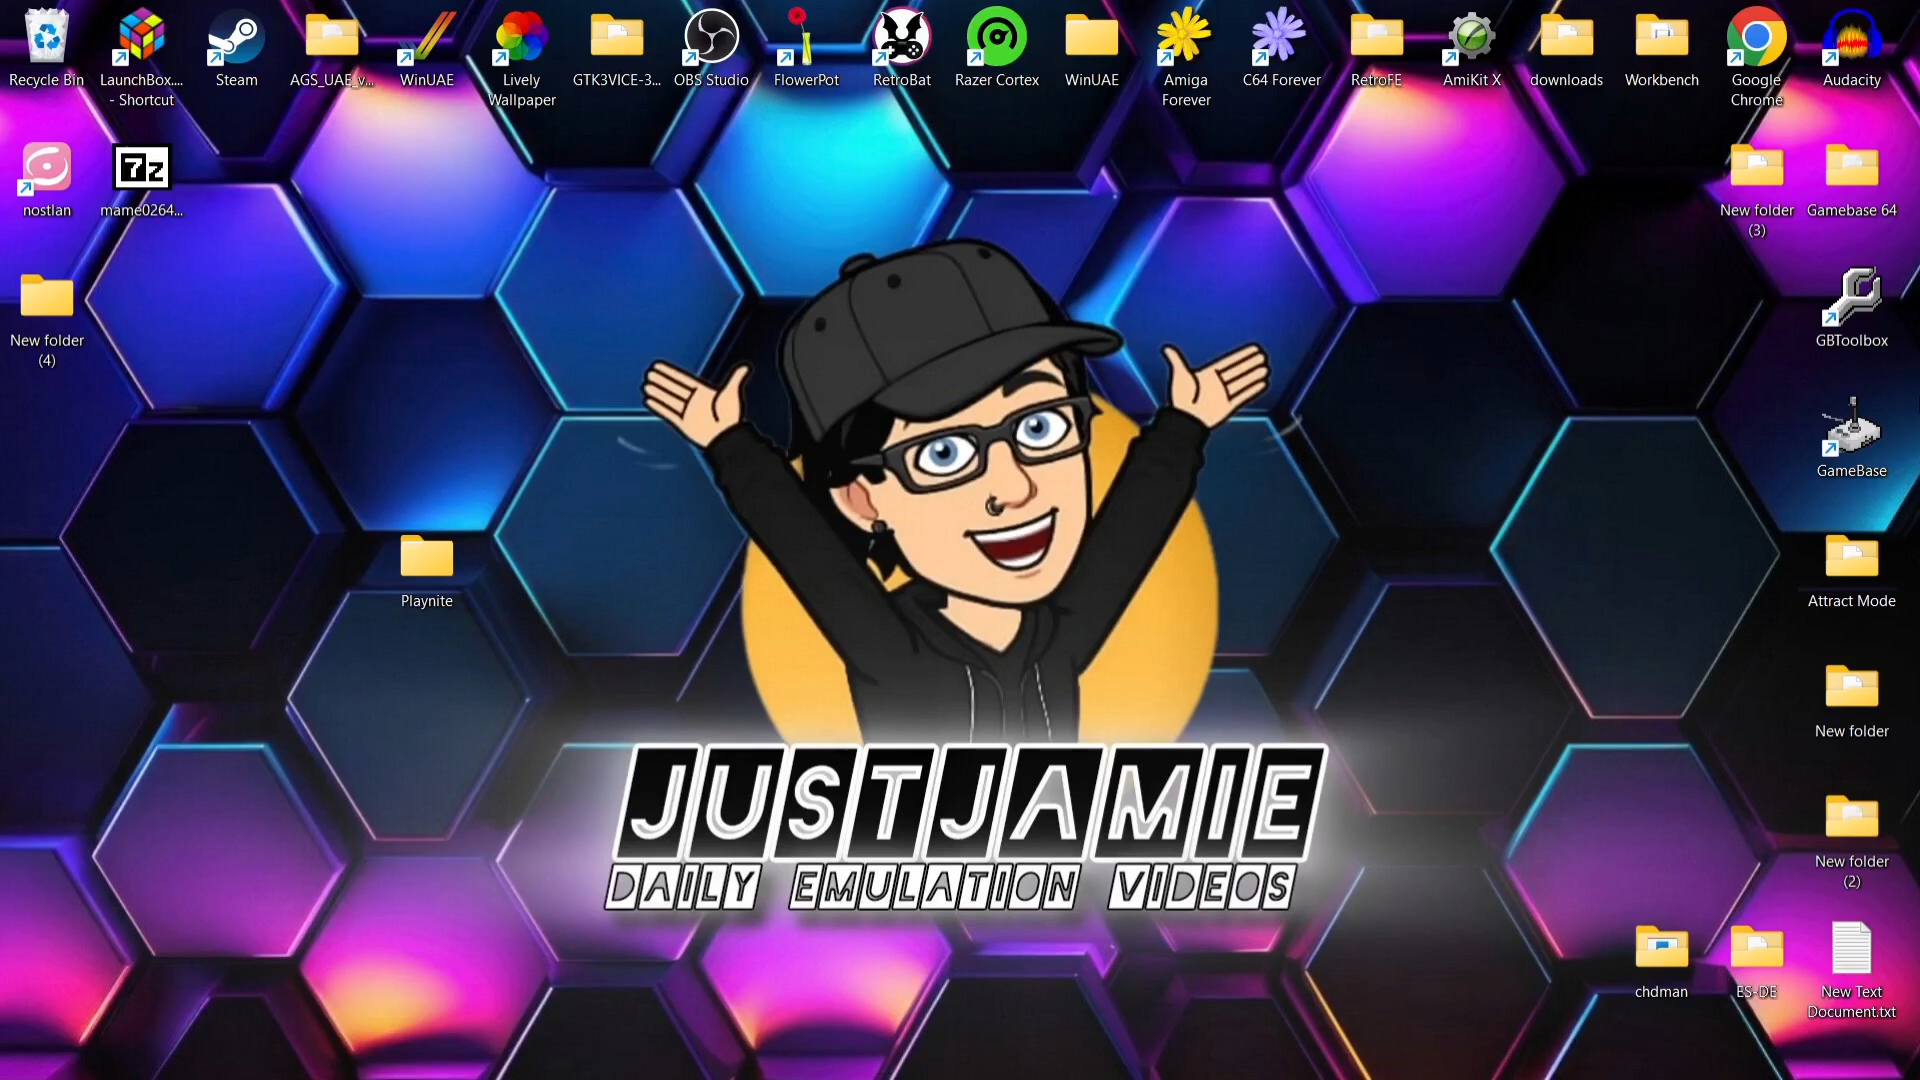 Recycle Bin
LaunchBox...
- Shortcut
Steam
AGS_UAE_v...
WinUAE
Lively
Wallpaper
GTK3VICE-3...
OBS Studio
FlowerPot
RetroBat
Razer Cortex
WinUAE
Amiga
Forever
C64 Forever
RetroFE
AmiKit X
downloads
Workbench
Google
Chrome
Audacity
nostlan
7z
mame0264...
New folder
(3)
Gamebase 64
New folder
(4)
GBToolbox
GameBase
Playnite
Attract Mode
New folder
JUSTJAMIE
DAILY EMULATION VIDEOS
New folder
(2)
chdman
ES-DE
New Text
Document.txt